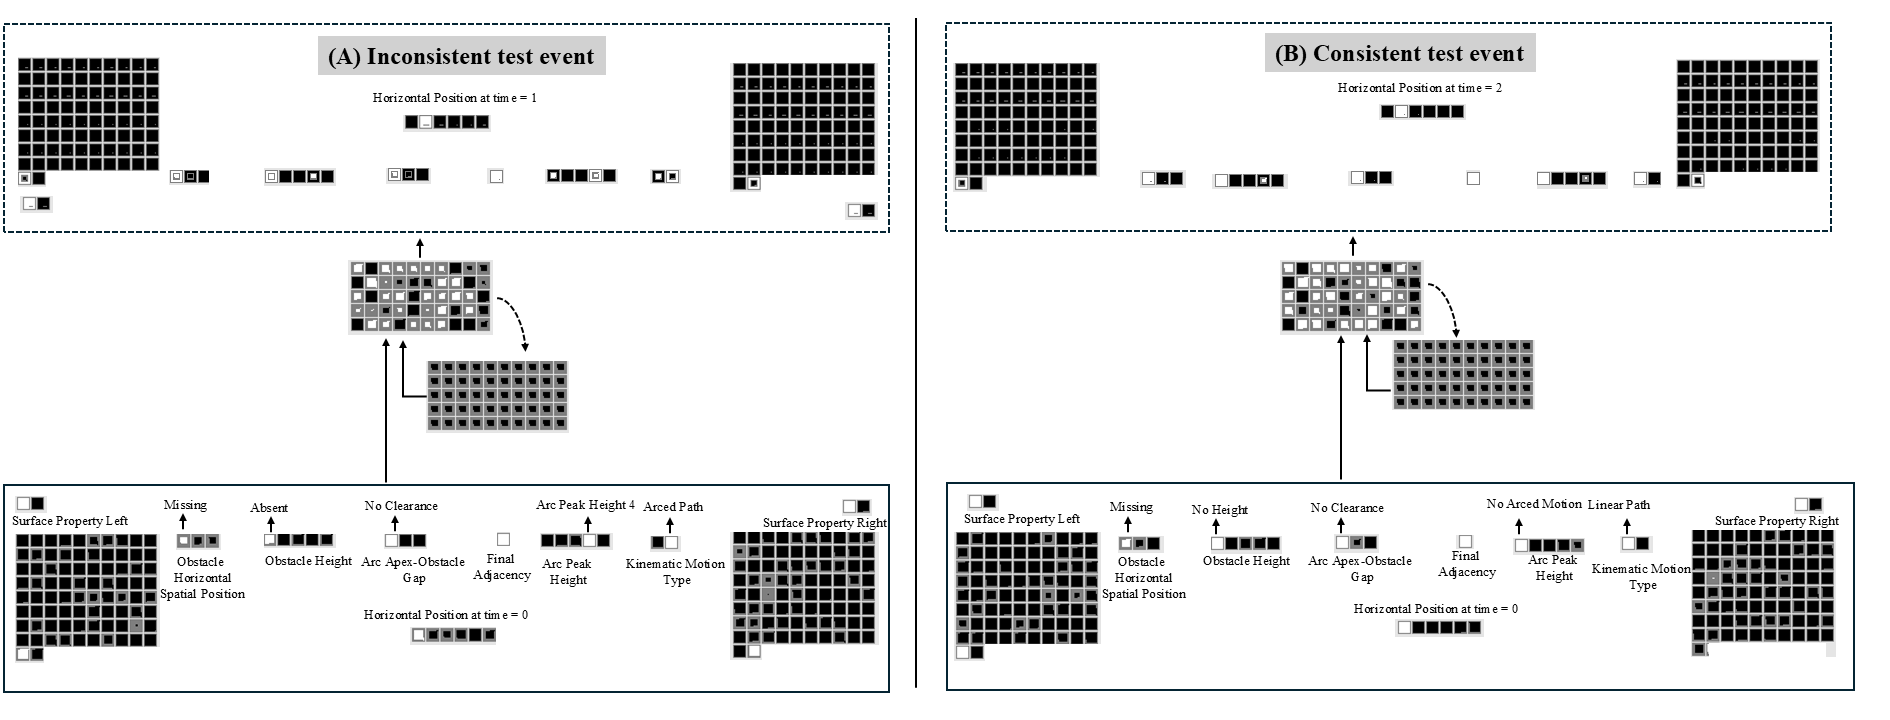 (A) Inconsistent test event
Horizontal Position at time = 1
Missing
Absent
No Clearance
Arc Peak Height 4
Arced Path
Surface Property Left
Surface Property Right
Obstacle
Horizontal
Spatial Position
Obstacle Height
Arc Apex-Obstacle
Gap
Final
Adjacency
Arc Peak
Height
Kinematic Motion
Type
Horizontal Position at time = 0
(B) Consistent test event
Horizontal Position at time = 2
Missing
No Height
No Clearance
No Arced Motion
Linear Path
Surface Property Left
Surface Property Right
Obstacle
Horizontal
Spatial Position
Obstacle Height
Arc Apex-Obstacle
Gap
Final
Adjacency
Arc Peak
Height
Kinematic Motion
Type
Horizontal Position at time = 0